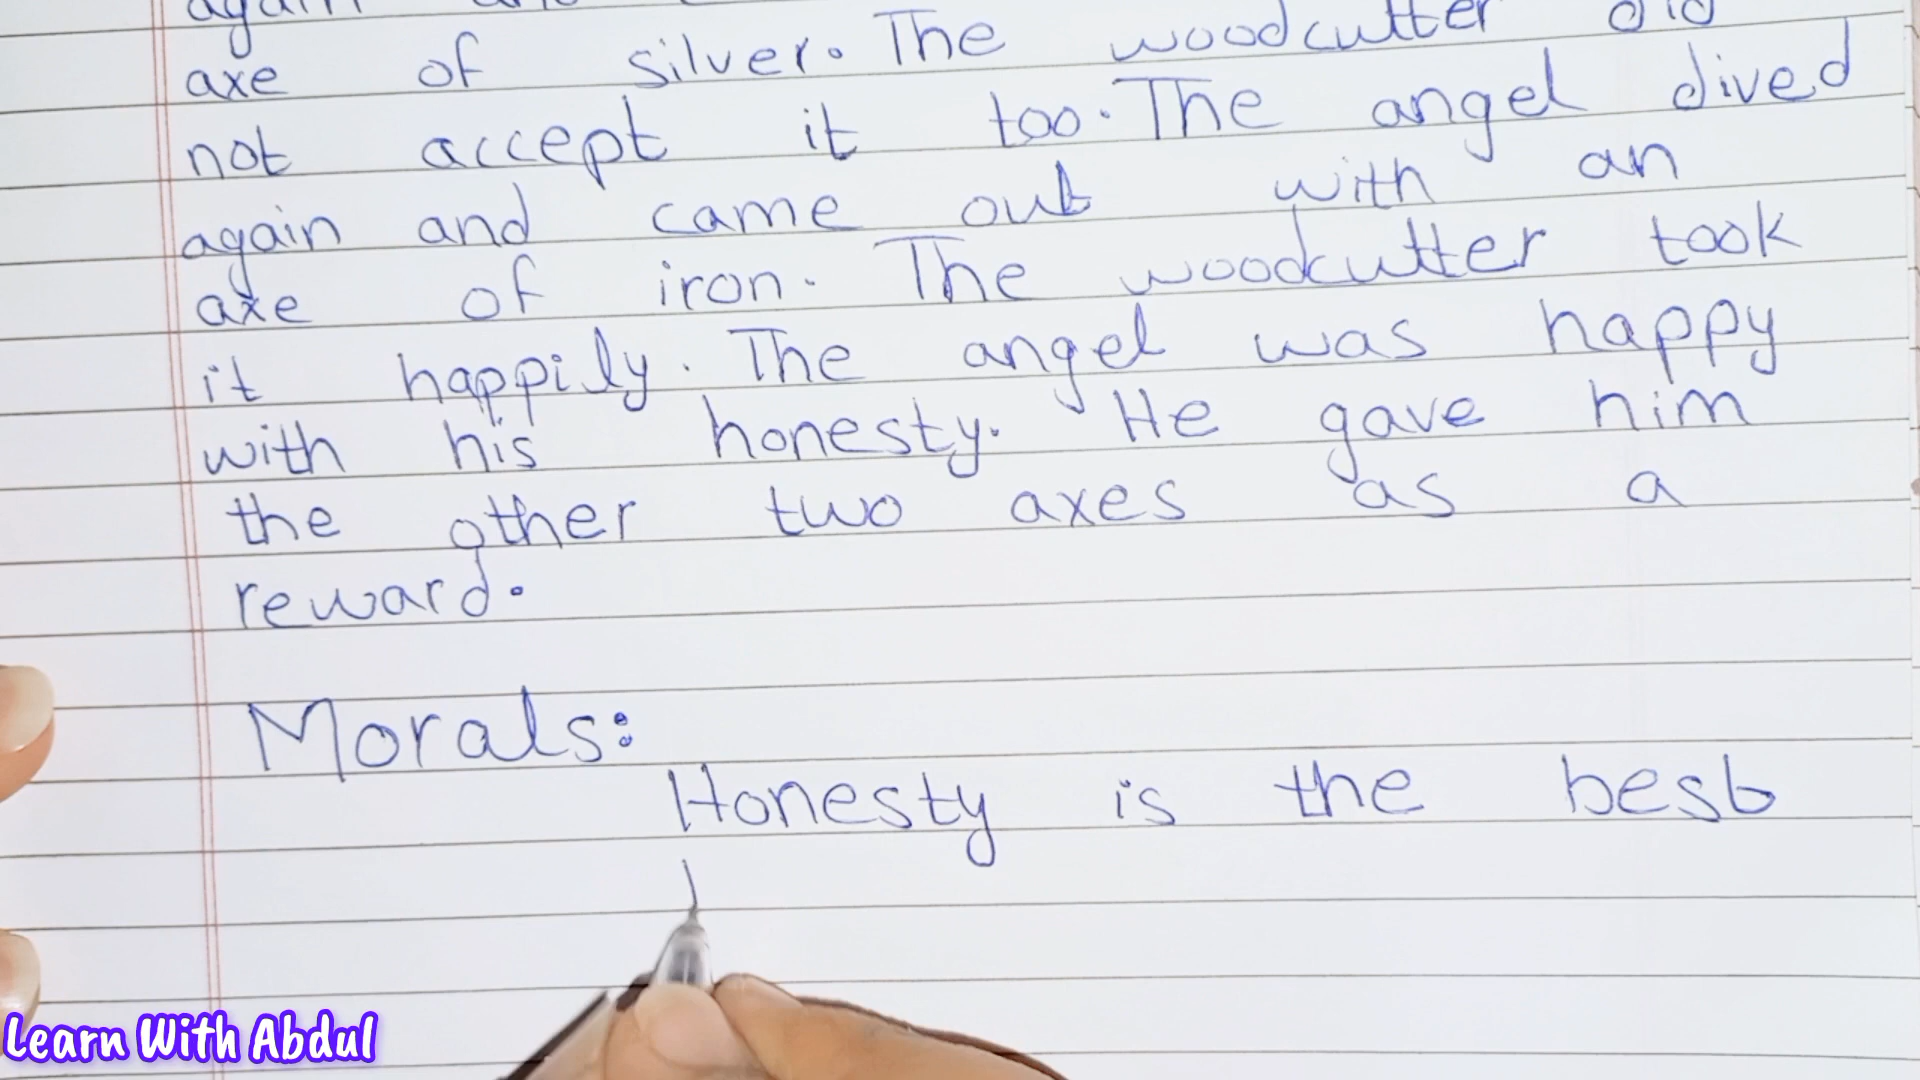 again and
axe of silver. The woodcutter did
not accept it too. The angel dived
again and came out with an
axe of iron. The woodcutter took
it happily. The angel was happy
with his honesty. He gave him
the other two axes as a
reward.
Morals:
Honesty is the best
Learn With Abdul